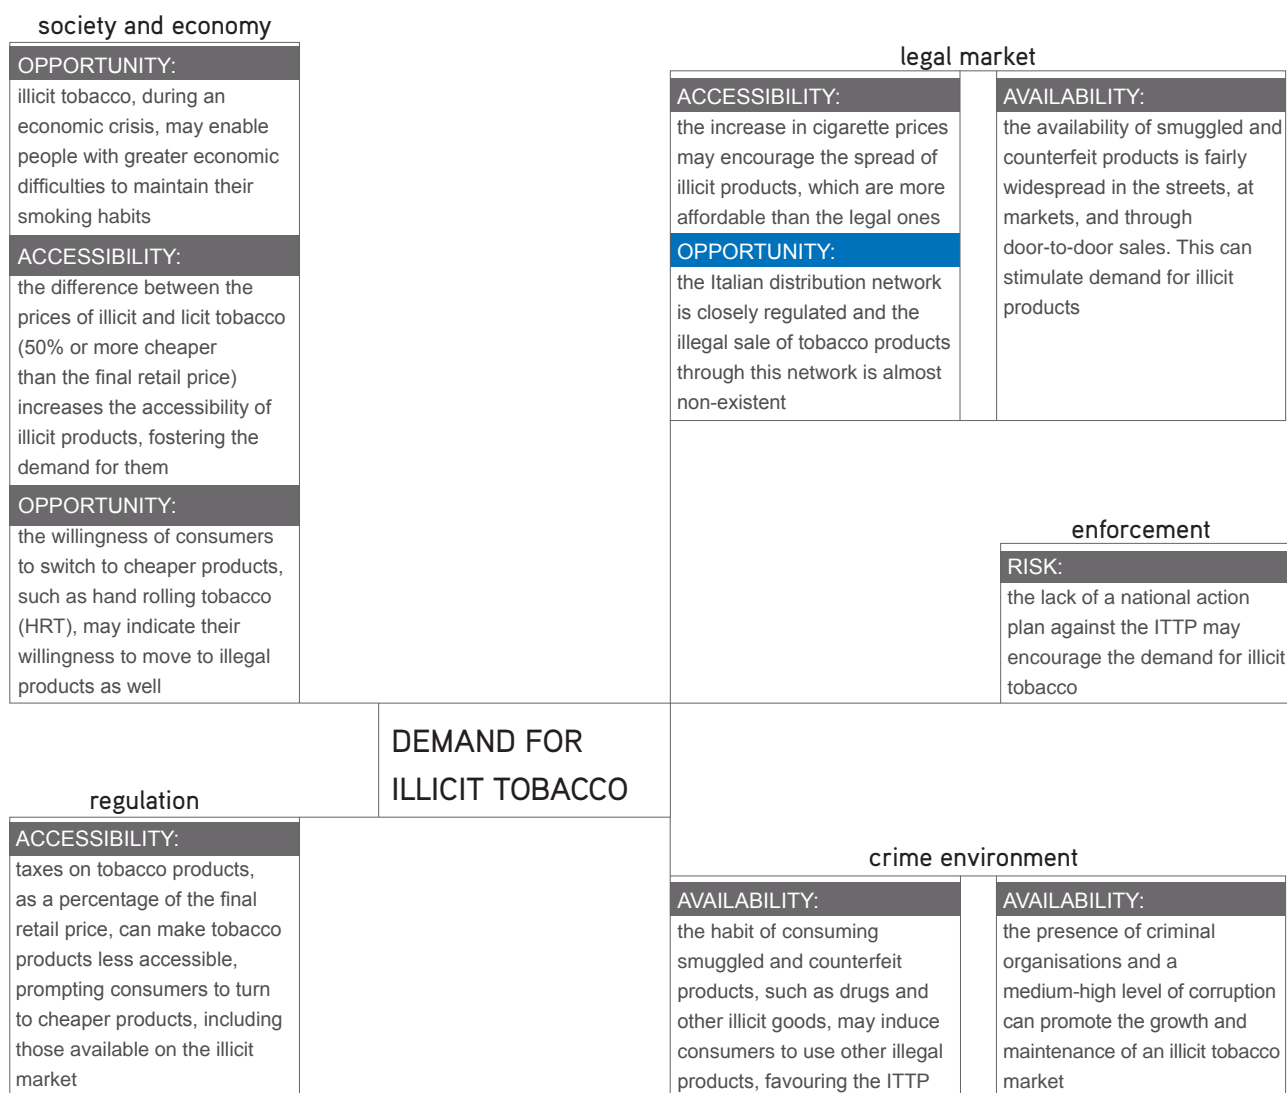 society and economy
OPPORTUNITY:
illicit tobacco, during an
economic crisis, may enable
people with greater economic
difficulties to maintain their
smoking habits
ACCESSIBILITY:
the difference between the
prices of illicit and licit tobacco
(50% or more cheaper
than the final retail price)
increases the accessibility of
illicit products, fostering the
demand for them
OPPORTUNITY:
the willingness of consumers
to switch to cheaper products,
such as hand rolling tobacco
(HRT), may indicate their
willingness to move to illegal
products as well
legal market
ACCESSIBILITY:
the increase in cigarette prices
may encourage the spread of
illicit products, which are more
affordable than the legal ones
OPPORTUNITY:
the Italian distribution network
is closely regulated and the
illegal sale of tobacco products
through this network is almost
non-existent
AVAILABILITY:
the availability of smuggled and
counterfeit products is fairly
widespread in the streets, at
markets, and through
door-to-door sales. This can
stimulate demand for illicit
products
enforcement
RISK:
the lack of a national action
plan against the ITTP may
encourage the demand for illicit
tobacco
DEMAND FOR
ILLICIT TOBACCO
regulation
ACCESSIBILITY:
taxes on tobacco products,
as a percentage of the final
retail price, can make tobacco
products less accessible,
prompting consumers to turn
to cheaper products, including
those available on the illicit
market
crime environment
AVAILABILITY:
the habit of consuming
smuggled and counterfeit
products, such as drugs and
other illicit goods, may induce
consumers to use other illegal
products, favouring the ITTP
AVAILABILITY:
the presence of criminal
organisations and a
medium-high level of corruption
can promote the growth and
maintenance of an illicit tobacco
market